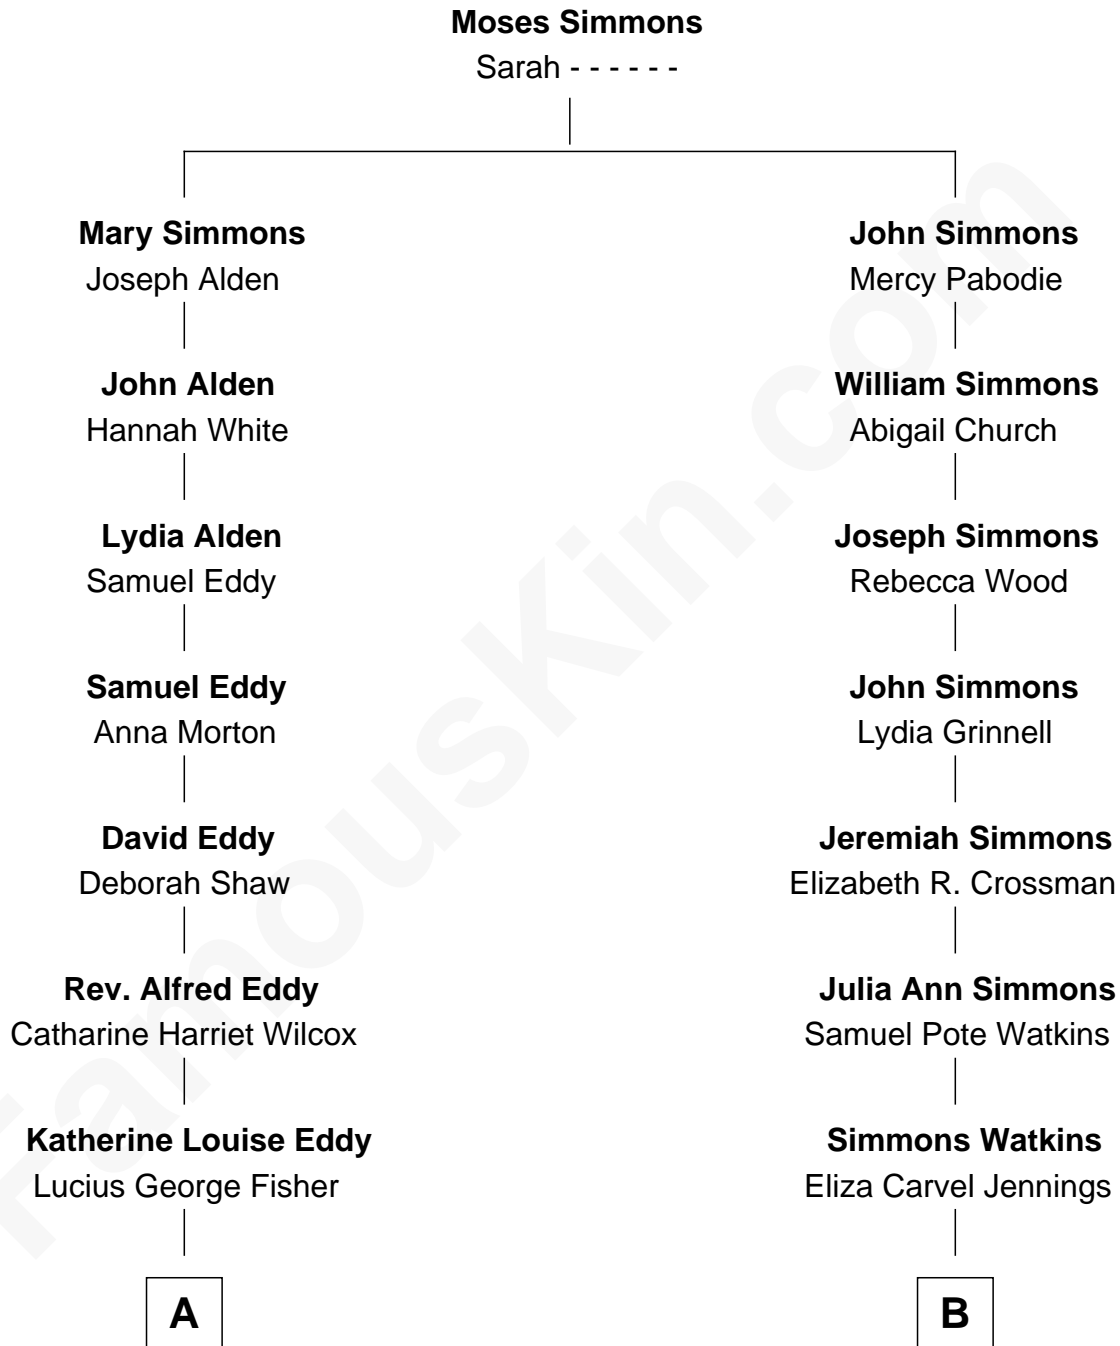 Moses Simmons
Sarah - - - - - -
Mary Simmons
Joseph Alden
John Simmons
Mercy Pabodie
John Alden
Hannah White
William Simmons
Abigail Church
Lydia Alden
Samuel Eddy
Joseph Simmons
Rebecca Wood
Samuel Eddy
Anna Morton
John Simmons
Lydia Grinnell
David Eddy
Deborah Shaw
Jeremiah Simmons
Elizabeth R. Crossman
Rev. Alfred Eddy
Catharine Harriet Wilcox
Julia Ann Simmons
Samuel Pote Watkins
Katherine Louise Eddy
Lucius George Fisher
Simmons Watkins
Eliza Carvel Jennings
A
B
FamousKin.com